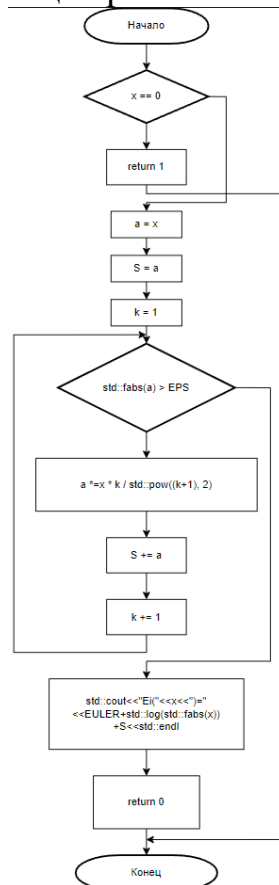 Начало
x == 0
return 1
a = x
S = a
k = 1
std::fabs(a) > EPS
a *=x * k / std::pow((k+1), 2)
S += a
k += 1
std::cout<<"Ei("<<x<<")="
<<EULER+std::log(std::fabs(x))
+S<<std::endl
return 0
Конец